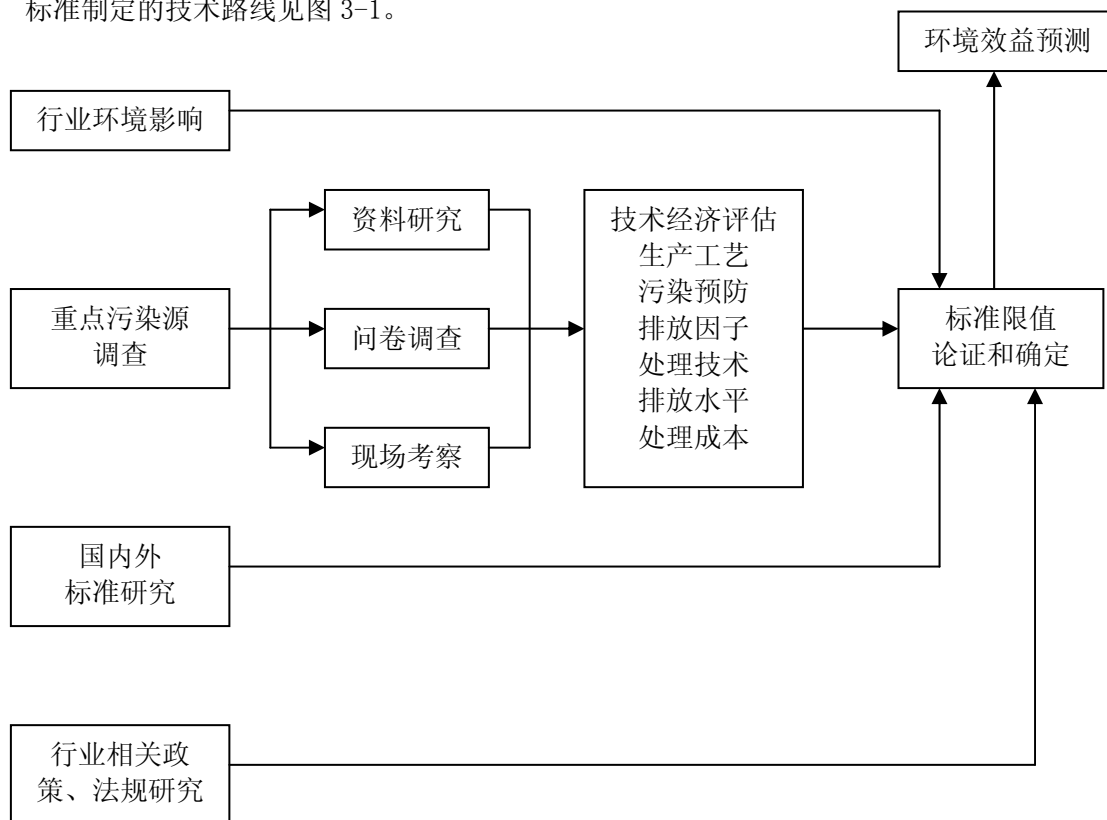 标准制定的技术路线见图 3-1。
环境效益预测
行业环境影响
资料研究
技术经济评估
生产工艺
污染预防
排放因子
处理技术
排放水平
处理成本
重点污染源
调查
问卷调查
标准限值
论证和确定
现场考察
国内外
标准研究
行业相关政
策、法规研究